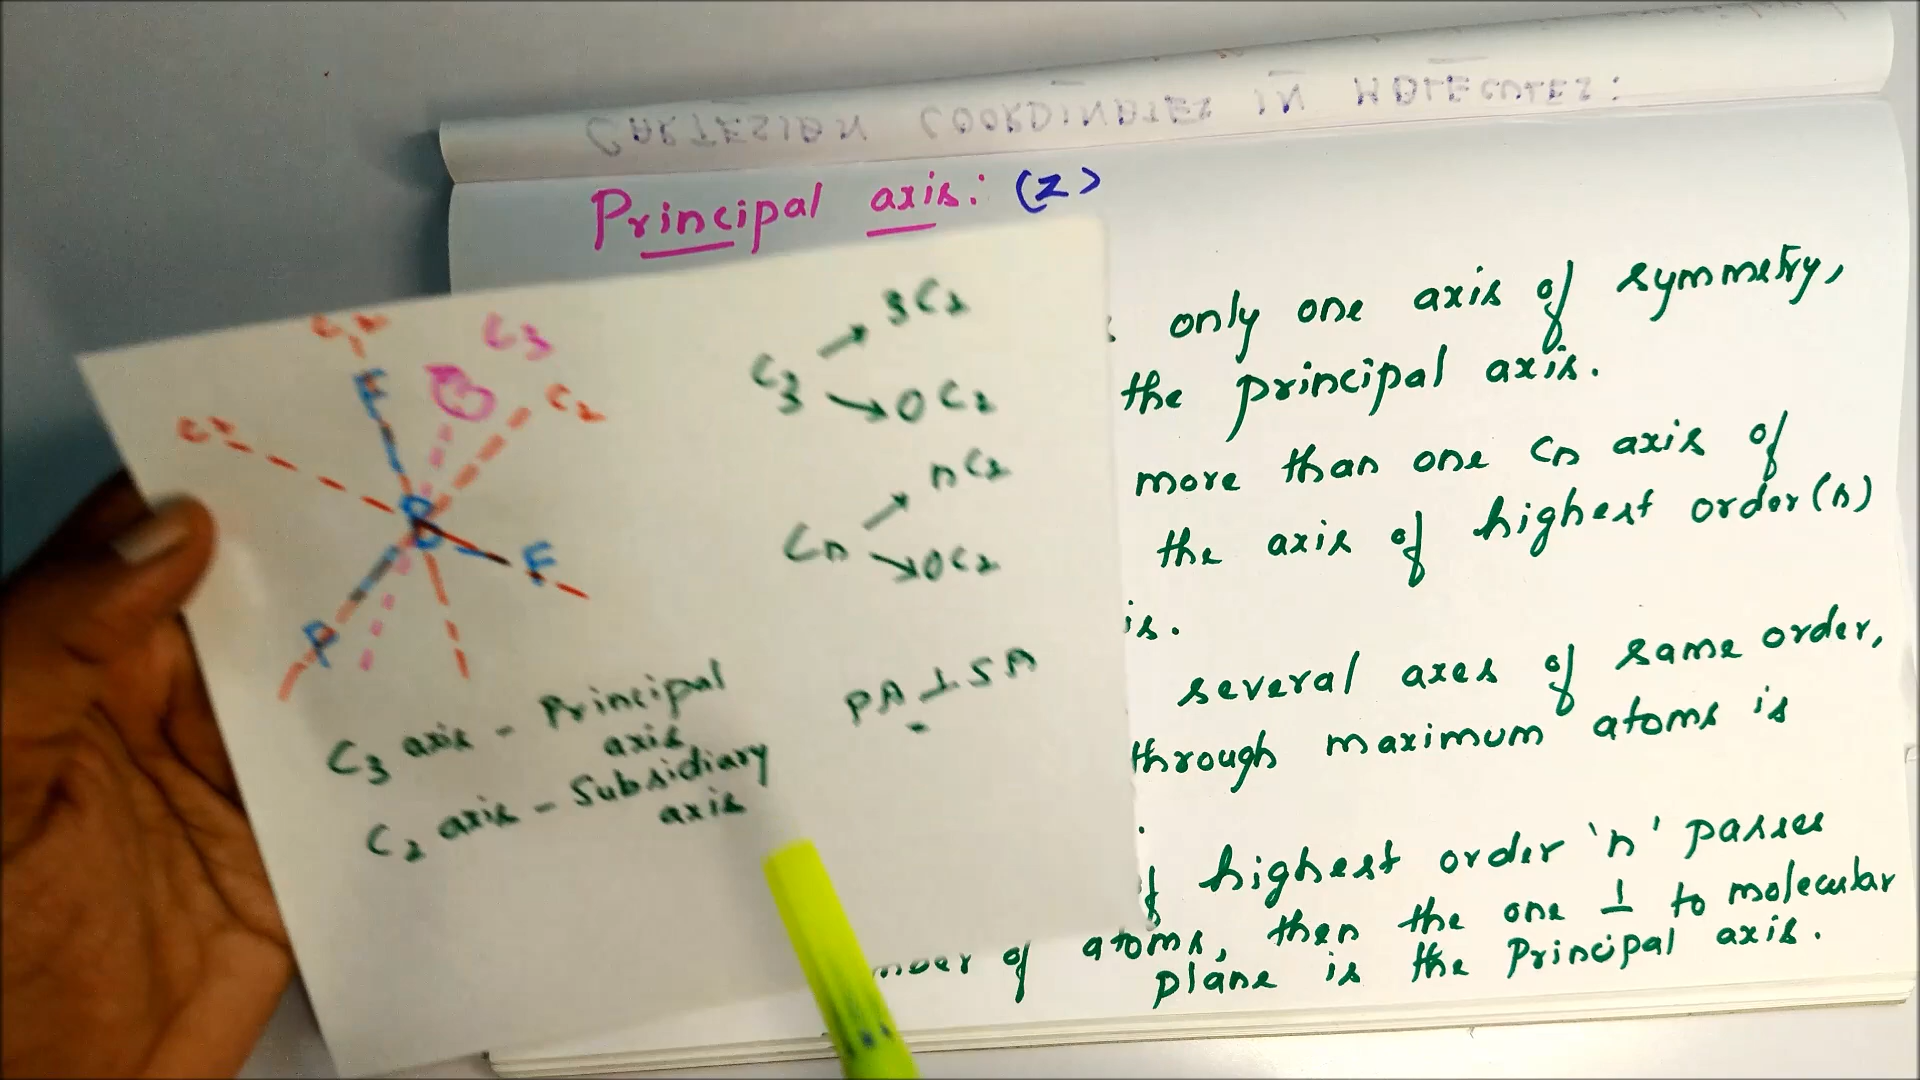 CARTESIAN COORDINATES IN MOLECULES:
Principal axis: (z)
only one axis of symmetry,
the principal axis.
more than one Cn axis of
the axis of highest order (n)
is.
several axes of same order,
through maximum atoms is
of highest order 'n' passes
of atoms, then the one ⊥ to molecular
plane is the Principal axis.
C2
C3
C2
C2
F
B
F
F
C3
3C2
0C2
Cn
nC2
0C2
PA ⊥ SA
C3 axis - Principal
axis
C2 axis - Subsidiary
axis